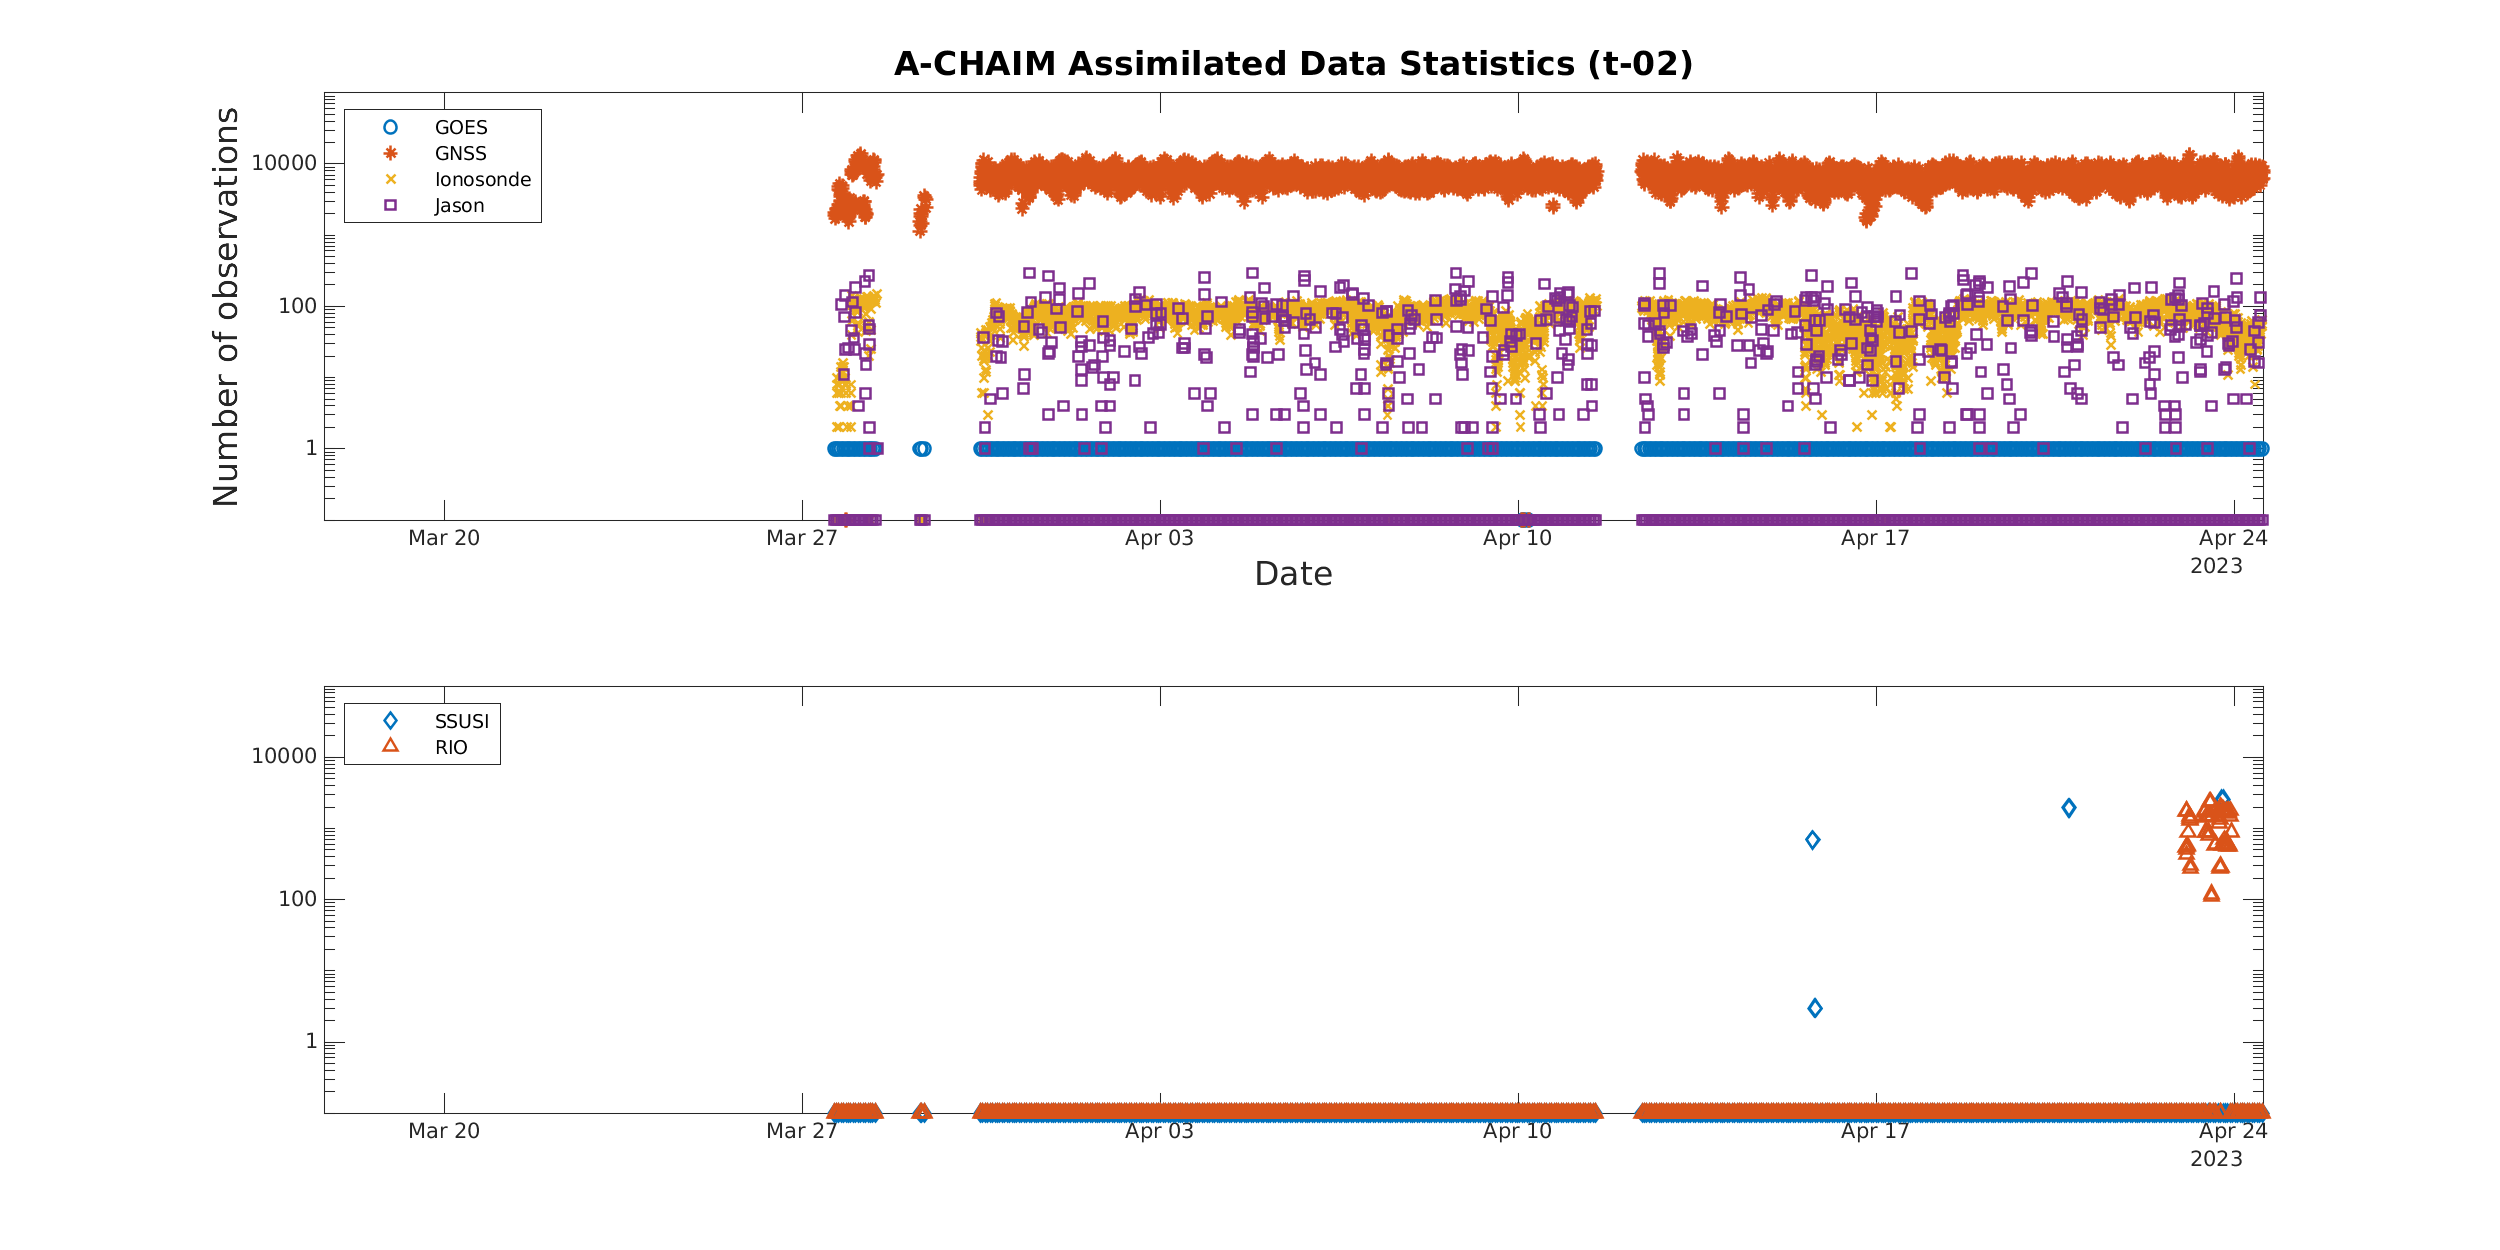 A-CHAIM Assimilated Data Statistics (t-02)
Number of observations
10000
100
1
GOES
GNSS
Ionosonde
Jason
Mar 20
Mar 27
Apr 03
Apr 10
Apr 17
Apr 24
2023
Date
10000
100
1
SSUSI
RIO
Mar 20
Mar 27
Apr 03
Apr 10
Apr 17
Apr 24
2023